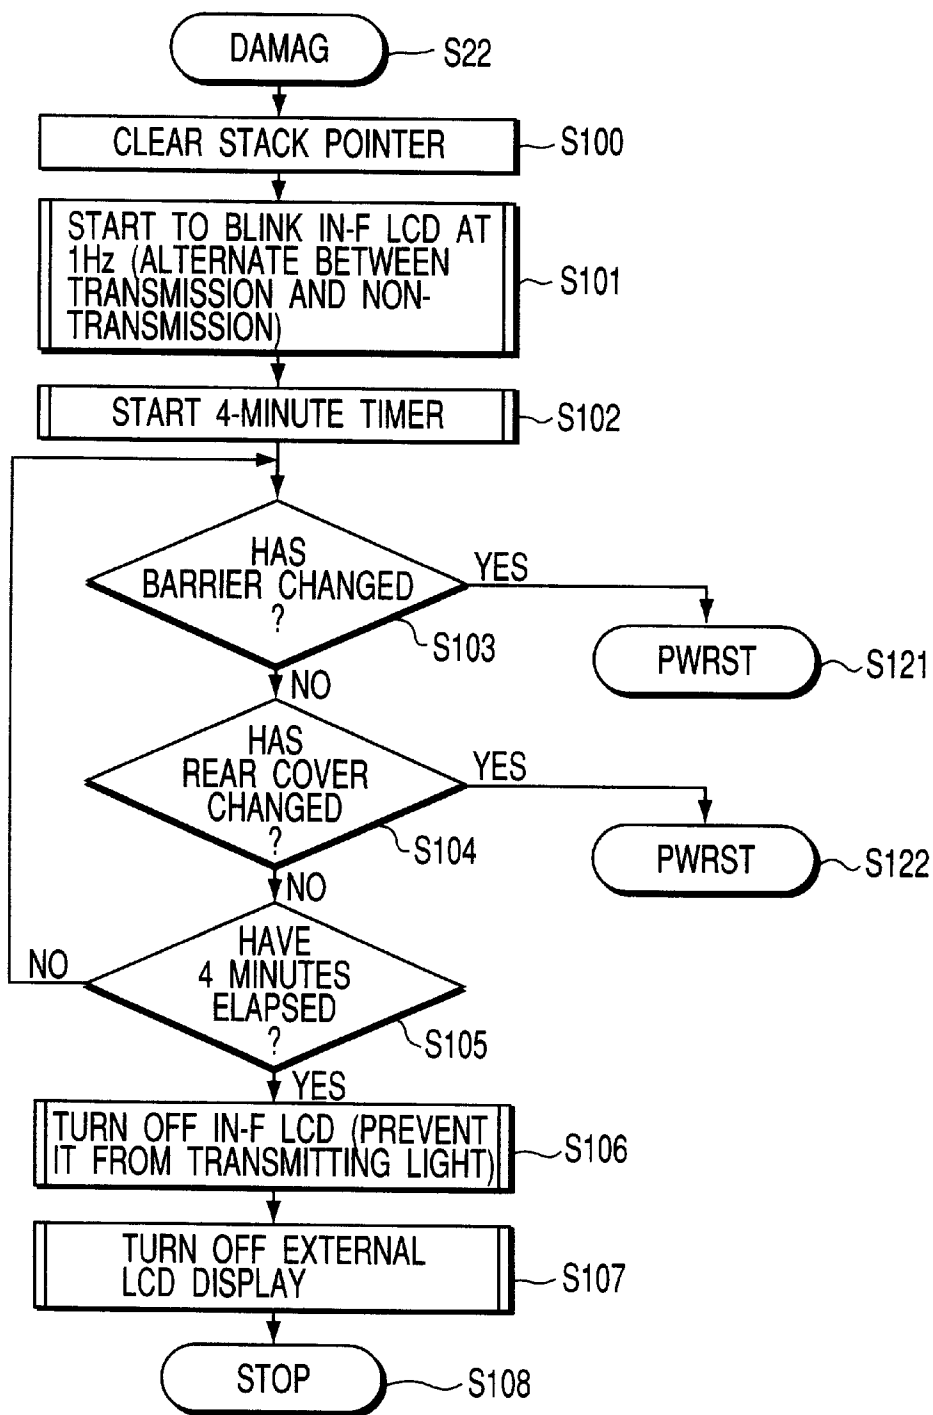 DAMAG
S22
CLEAR STACK POINTER
S100
START TO BLINK IN-F LCD AT
1Hz (ALTERNATE BETWEEN
TRANSMISSION AND NON-
TRANSMISSION)
S101
START 4-MINUTE TIMER
S102
HAS
BARRIER CHANGED
?
S103
YES
PWRST
S121
NO
HAS
REAR COVER
CHANGED
?
S104
YES
PWRST
S122
NO
HAVE
4 MINUTES
ELAPSED
?
S105
NO
YES
TURN OFF IN-F LCD (PREVENT
IT FROM TRANSMITTING LIGHT)
S106
TURN OFF EXTERNAL
LCD DISPLAY
S107
STOP
S108